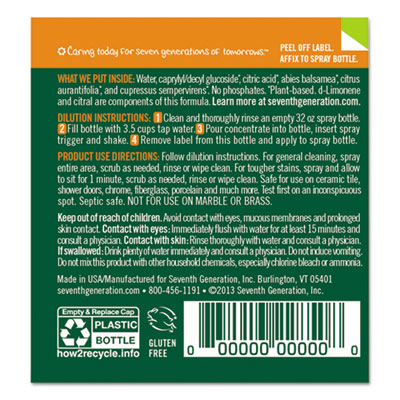 Caring today for seven generations of tomorrows.™
PEEL OFF LABEL.
AFFIX TO SPRAY BOTTLE.
WHAT WE PUT INSIDE: Water, caprylyl/decyl glucoside*, citric acid*, abies balsamea*, citrus
aurantifolia*, and cupressus sempervirens*. No phosphates. *Plant-based. d-Limonene
and citral are components of this formula. Learn more at seventhgeneration.com
DILUTION INSTRUCTIONS: 1 Clean and thoroughly rinse an empty 32 oz spray bottle.
2 Fill bottle with 3.5 cups tap water. 3 Pour concentrate into bottle, insert spray
trigger and shake. 4 Remove label from this bottle and apply to spray bottle.
PRODUCT USE DIRECTIONS: Follow dilution instructions. For general cleaning, spray
entire area, scrub as needed, rinse or wipe clean. For tougher stains, spray and allow
to sit for 1 minute, scrub as needed, rinse or wipe clean. Safe for use on ceramic tile,
shower doors, chrome, fiberglass, porcelain and much more. Test first on an inconspicuous
spot. Septic safe. NOT FOR USE ON MARBLE OR BRASS.
Keep out of reach of children. Avoid contact with eyes, mucous membranes and prolonged
skin contact. Contact with eyes: Immediately flush with water for at least 15 minutes and
consult a physician. Contact with skin: Rinse thoroughly with water and consult a physician.
If swallowed: Drink plenty of water immediately and consult a physician. Do not induce vomiting.
Do not mix this product with other household chemicals, especially chlorine bleach or ammonia.
Made in USA/Manufactured for Seventh Generation, Inc. Burlington, VT 05401
seventhgeneration.com • 800-456-1191 • ©2013 Seventh Generation, Inc.
Empty & Replace Cap
PLASTIC
BOTTLE
how2recycle.info
GLUTEN
FREE
0 00000 00000 0